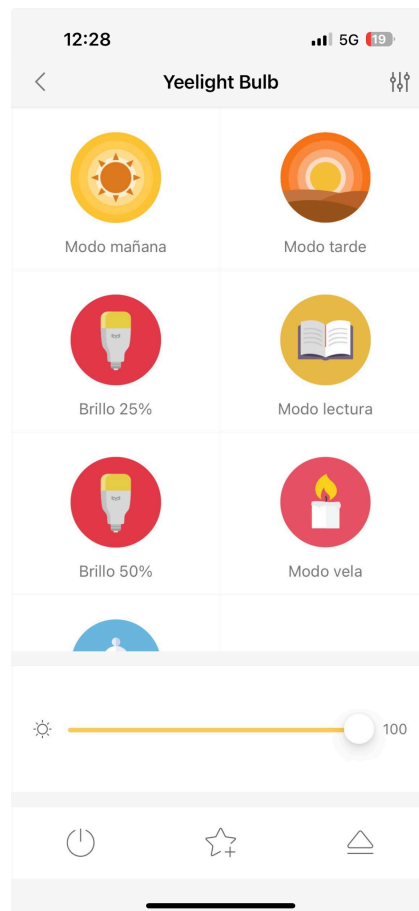 12:28
5G 19
Yeelight Bulb
Modo mañana
Modo tarde
Brillo 25%
Modo lectura
Brillo 50%
Modo vela
100